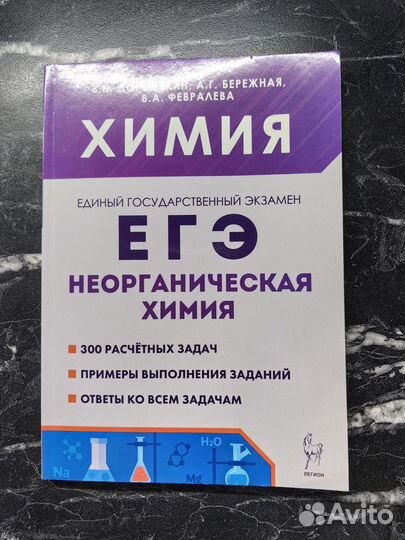 А.Г. БЕРЕЖНАЯ,
В.А. ФЕВРАЛЕВА
ХИМИЯ
ЕДИНЫЙ ГОСУДАРСТВЕННЫЙ ЭКЗАМЕН
ЕГЭ
НЕОРГАНИЧЕСКАЯ
ХИМИЯ
300 РАСЧЁТНЫХ ЗАДАЧ
ПРИМЕРЫ ВЫПОЛНЕНИЯ ЗАДАНИЙ
ОТВЕТЫ КО ВСЕМ ЗАДАЧАМ
H₂O
Na
Mg
ЛЕГИОН
Avito